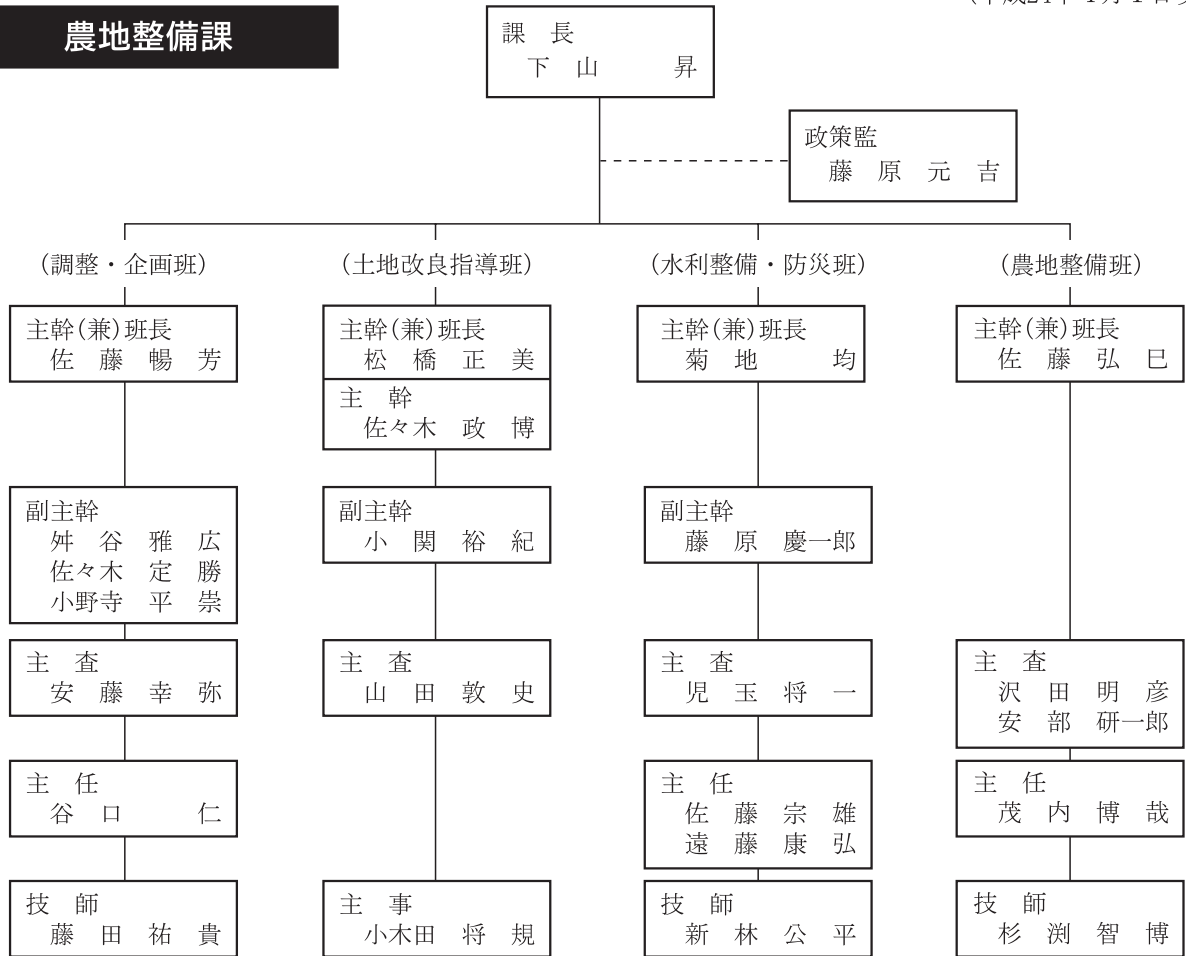 農地整備課
課 長
下 山 昇
政策監
藤 原 元 吉
(調整・企画班)
主幹(兼)班長
佐 藤 暢 芳
副主幹
舛 谷 雅 広
佐々木 定 勝
小野寺 平 崇
主 査
安 藤 幸 弥
主 任
谷 口 仁
技 師
藤 田 祐 貴
(土地改良指導班)
主幹(兼)班長
松 橋 正 美
主 幹
佐々木 政 博
副主幹
小 関 裕 紀
主 査
山 田 敦 史
主 事
小木田 将 規
(水利整備・防災班)
主幹(兼)班長
菊 地 均
副主幹
藤 原 慶一郎
主 査
児 玉 将 一
主 任
佐 藤 宗 雄
遠 藤 康 弘
技 師
新 林 公 平
(農地整備班)
主幹(兼)班長
佐 藤 弘 巳
主 査
沢 田 明 彦
安 部 研一郎
主 任
茂 内 博 哉
技 師
杉 渕 智 博